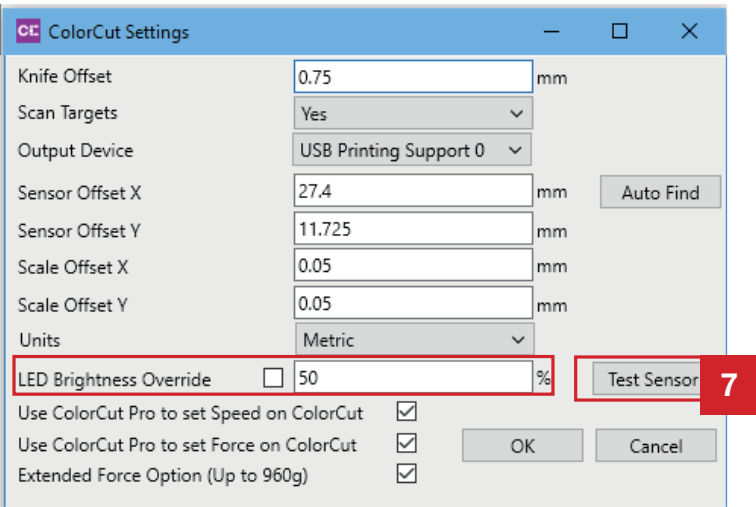 CC ColorCut Settings
Knife Offset 0.75 mm
Scan Targets Yes
Output Device USB Printing Support 0
Sensor Offset X 27.4 mm Auto Find
Sensor Offset Y 11.725 mm
Scale Offset X 0.05 mm
Scale Offset Y 0.05 mm
Units Metric
LED Brightness Override 50 % Test Sensor 7
Use ColorCut Pro to set Speed on ColorCut
Use ColorCut Pro to set Force on ColorCut OK Cancel
Extended Force Option (Up to 960g)